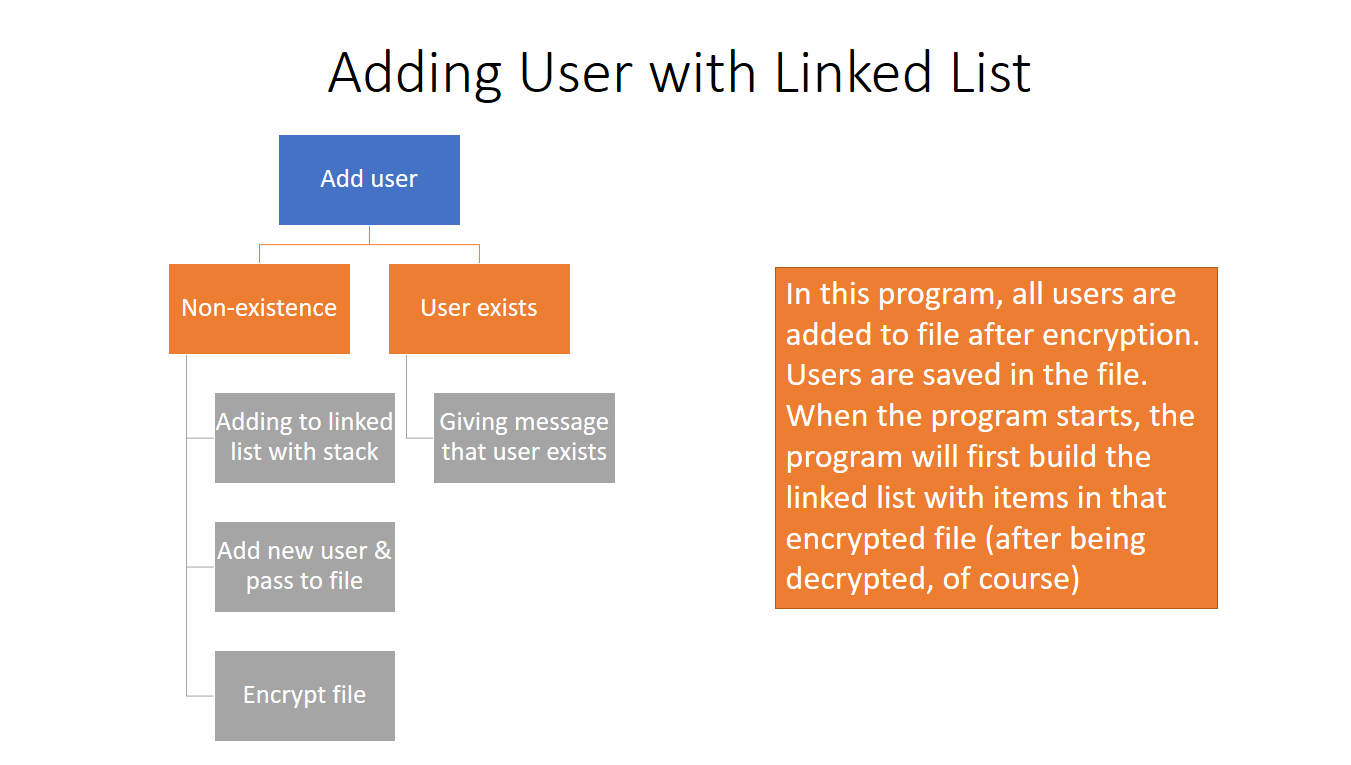 Adding User with Linked List
Add user
Non-existence
User exists
Adding to linked
list with stack
Giving message
that user exists
Add new user &
pass to file
Encrypt file
In this program, all users are
added to file after encryption.
Users are saved in the file.
When the program starts, the
program will first build the
linked list with items in that
encrypted file (after being
decrypted, of course)